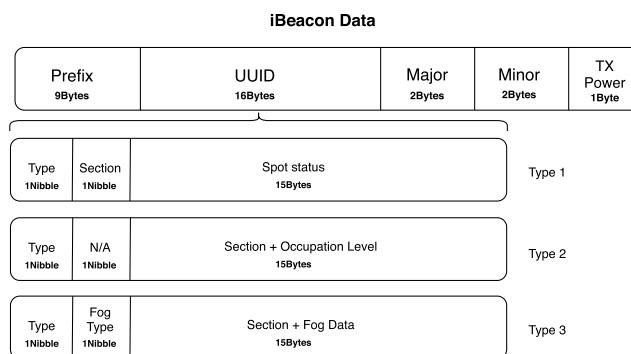 iBeacon Data
Prefix
9Bytes
UUID
16Bytes
Major
2Bytes
Minor
2Bytes
TX
Power
1Byte
Type
1Nibble
Section
1Nibble
Spot status
15Bytes
Type 1
Type
1Nibble
N/A
1Nibble
Section + Occupation Level
15Bytes
Type 2
Type
1Nibble
Fog
Type
1Nibble
Section + Fog Data
15Bytes
Type 3